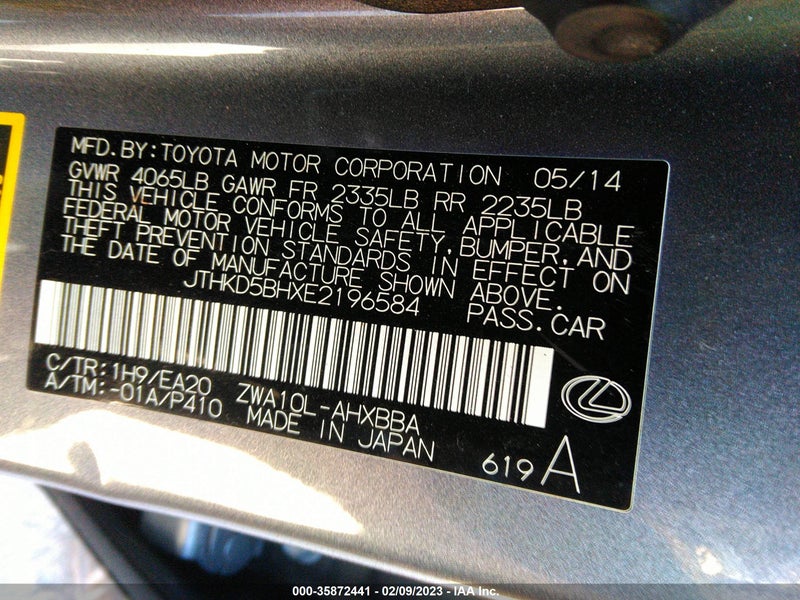 MFD.BY:TOYOTA MOTOR CORPORATION 05/14
GVWR 4065LB GAWR FR 2335LB RR 2235LB
THIS VEHICLE CONFORMS TO ALL APPLICABLE
FEDERAL MOTOR VEHICLE SAFETY,BUMPER,AND
THEFT PREVENTION STANDARDS IN EFFECT ON
THE DATE OF MANUFACTURE SHOWN ABOVE.
JTHKD5BHXE2196584 PASS.CAR
C/TR:1H9/EA20 ZWA10L-AHXBBA
A/TM:-01A/P410 MADE IN JAPAN
619 A
000-35872441 - 02/09/2023 - IAA Inc.